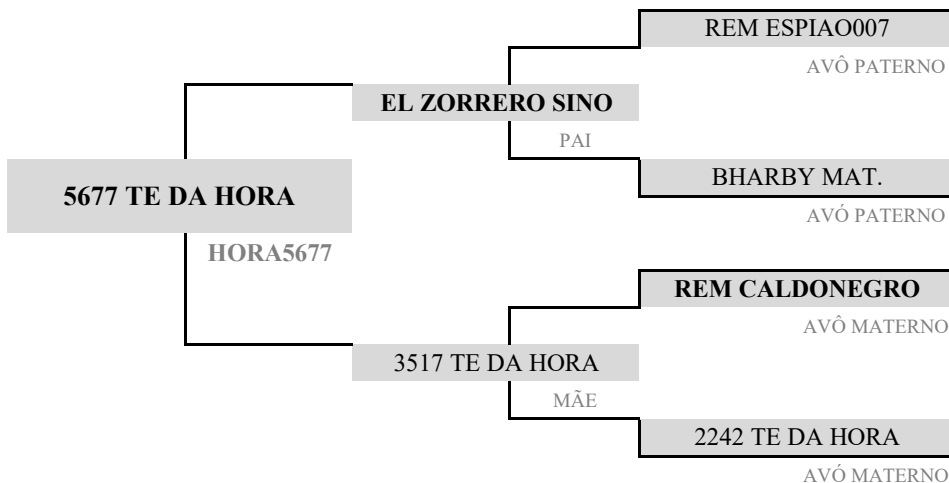 REM ESPIAO007
AVÔ PATERNO
EL ZORRERO SINO
PAI
BHARBY MAT.
AVÓ PATERNO
5677 TE DA HORA
HORA5677
REM CALDONEGRO
AVÔ MATERNO
3517 TE DA HORA
MÃE
2242 TE DA HORA
AVÓ MATERNO